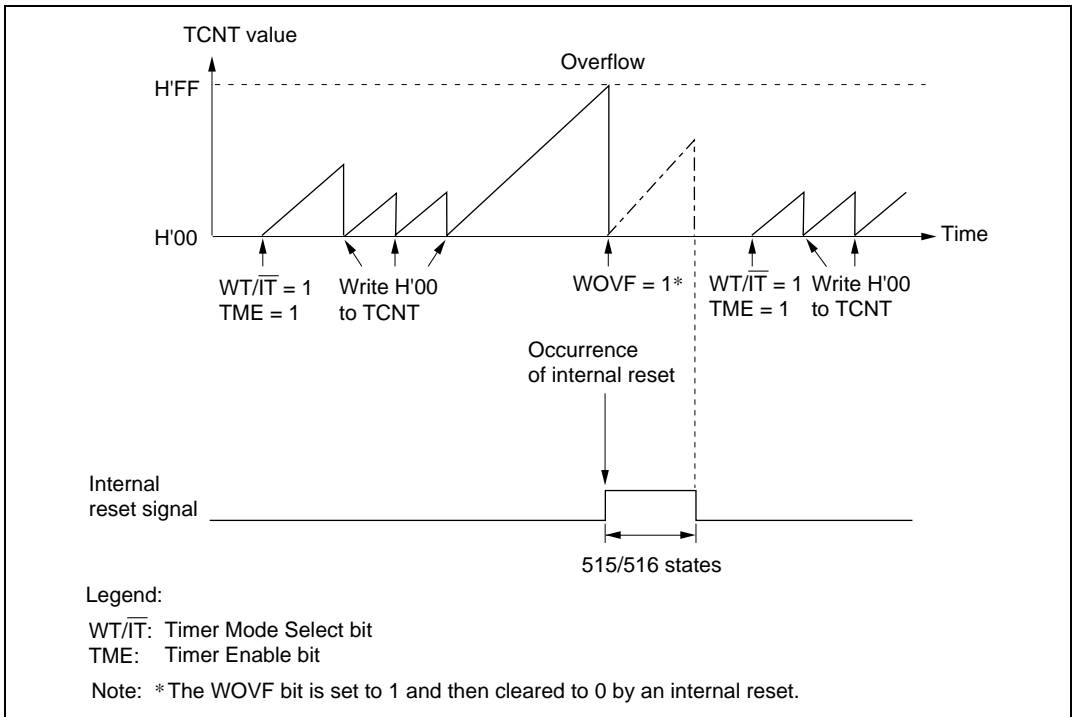 TCNT value
Overflow
H'FF
H'00
Time
WT/I̅T̅ = 1
TME = 1
Write H'00
to TCNT
WOVF = 1*
WT/I̅T̅ = 1
TME = 1
Write H'00
to TCNT
Occurrence
of internal reset
Internal
reset signal
515/516 states
Legend:
WT/I̅T̅: Timer Mode Select bit
TME: Timer Enable bit
Note: * The WOVF bit is set to 1 and then cleared to 0 by an internal reset.